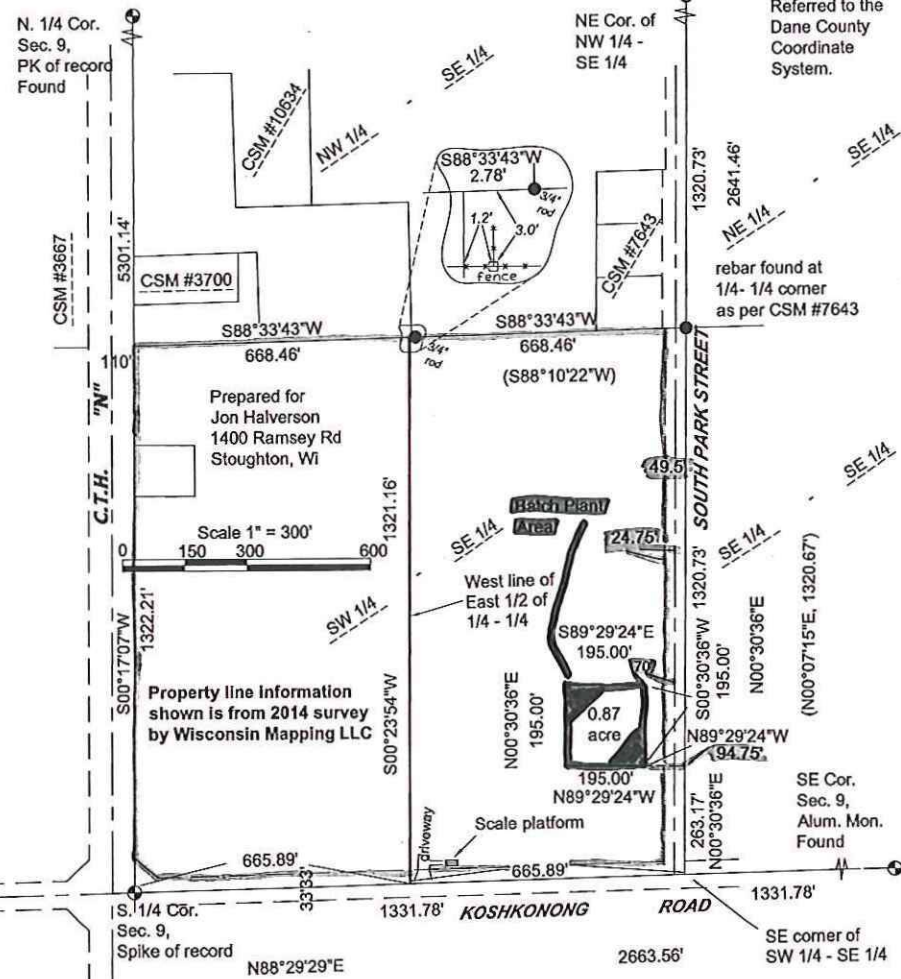 N. 1/4 Cor.
Sec. 9,
PK of record
Found
NE Cor. of
NW 1/4 -
SE 1/4
Referred to the
Dane County
Coordinate
System.
CSM #10634
NW 1/4
SE 1/4
S88°33'43"W
2.78'
3/4"
rod
1.2'
3.0'
fence
1320.73'
2641.46'
SE 1/4
NE 1/4
CSM #3667
5301.14'
CSM #3700
CSM #7643
rebar found at
1/4- 1/4 corner
as per CSM #7643
S88°33'43"W
668.46'
S88°33'43"W
668.46'
(S88°10'22"W)
3/4"
rod
110'
C.T.H. "N"
Prepared for
Jon Halverson
1400 Ramsey Rd
Stoughton, Wi
SOUTH PARK STREET
49.5'
SE 1/4
Scale 1" = 300'
0 150 300 600
1321.16'
Batch Plant
Area
24.75'
SE 1/4
SE 1/4
SW 1/4
West line of
East 1/2 of
1/4 - 1/4
1320.73'
S00°30'36"W
195.00'
N00°30'36"E
(N00°07'15"E, 1320.67')
S00°17'07"W
1322.21'
S89°29'24"E
195.00'
70'
Property line information
shown is from 2014 survey
by Wisconsin Mapping LLC
S00°23'54"W
N00°30'36"E
195.00'
0.87
acre
N89°29'24"W
94.75'
195.00'
N89°29'24"W
263.17'
N00°30'36"E
SE Cor.
Sec. 9,
Alum. Mon.
Found
Scale platform
driveway
665.89'
665.89'
33'33'
1331.78'
KOSHKONONG ROAD
1331.78'
S. 1/4 Cor.
Sec. 9,
Spike of record
SE corner of
SW 1/4 - SE 1/4
N88°29'29"E
2663.56'